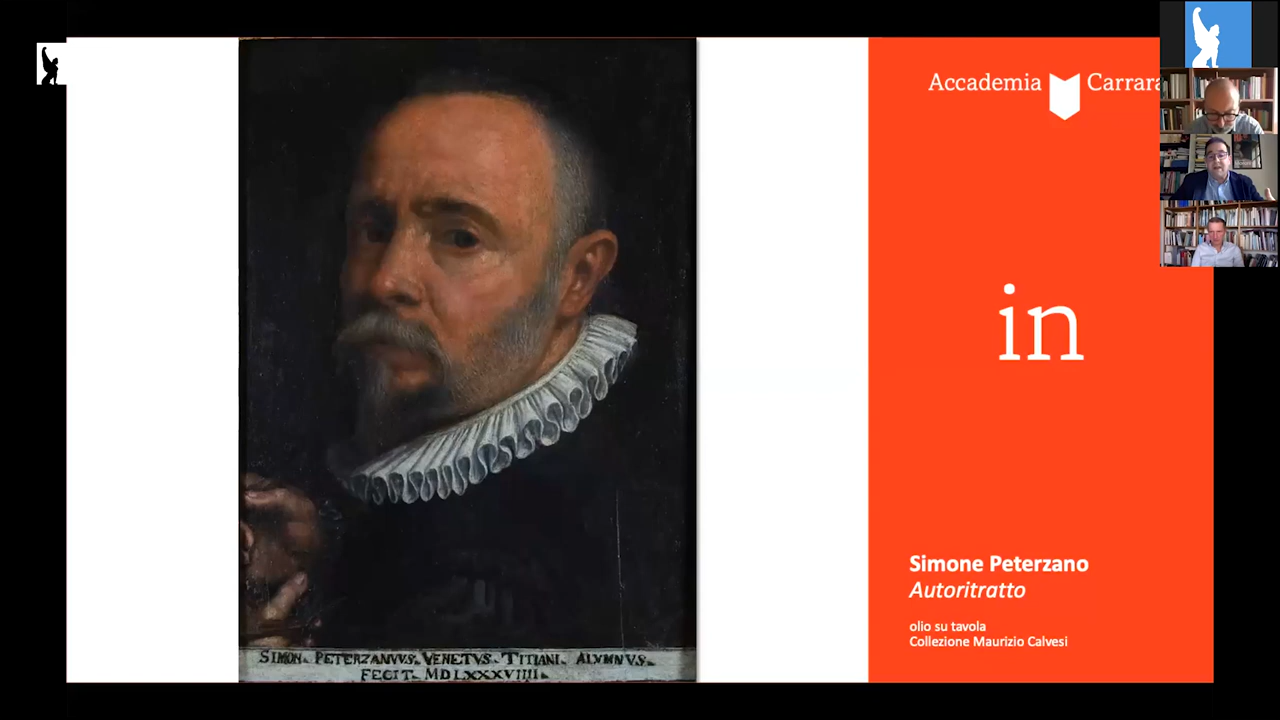 Accademia Carrara
in
Simone Peterzano
Autoritratto
olio su tavola
Collezione Maurizio Calvesi
SIMON. PETERZANVS. VENETVS. TITIANI. ALVMNVS.
FECIT. MDLXXXVIIII.